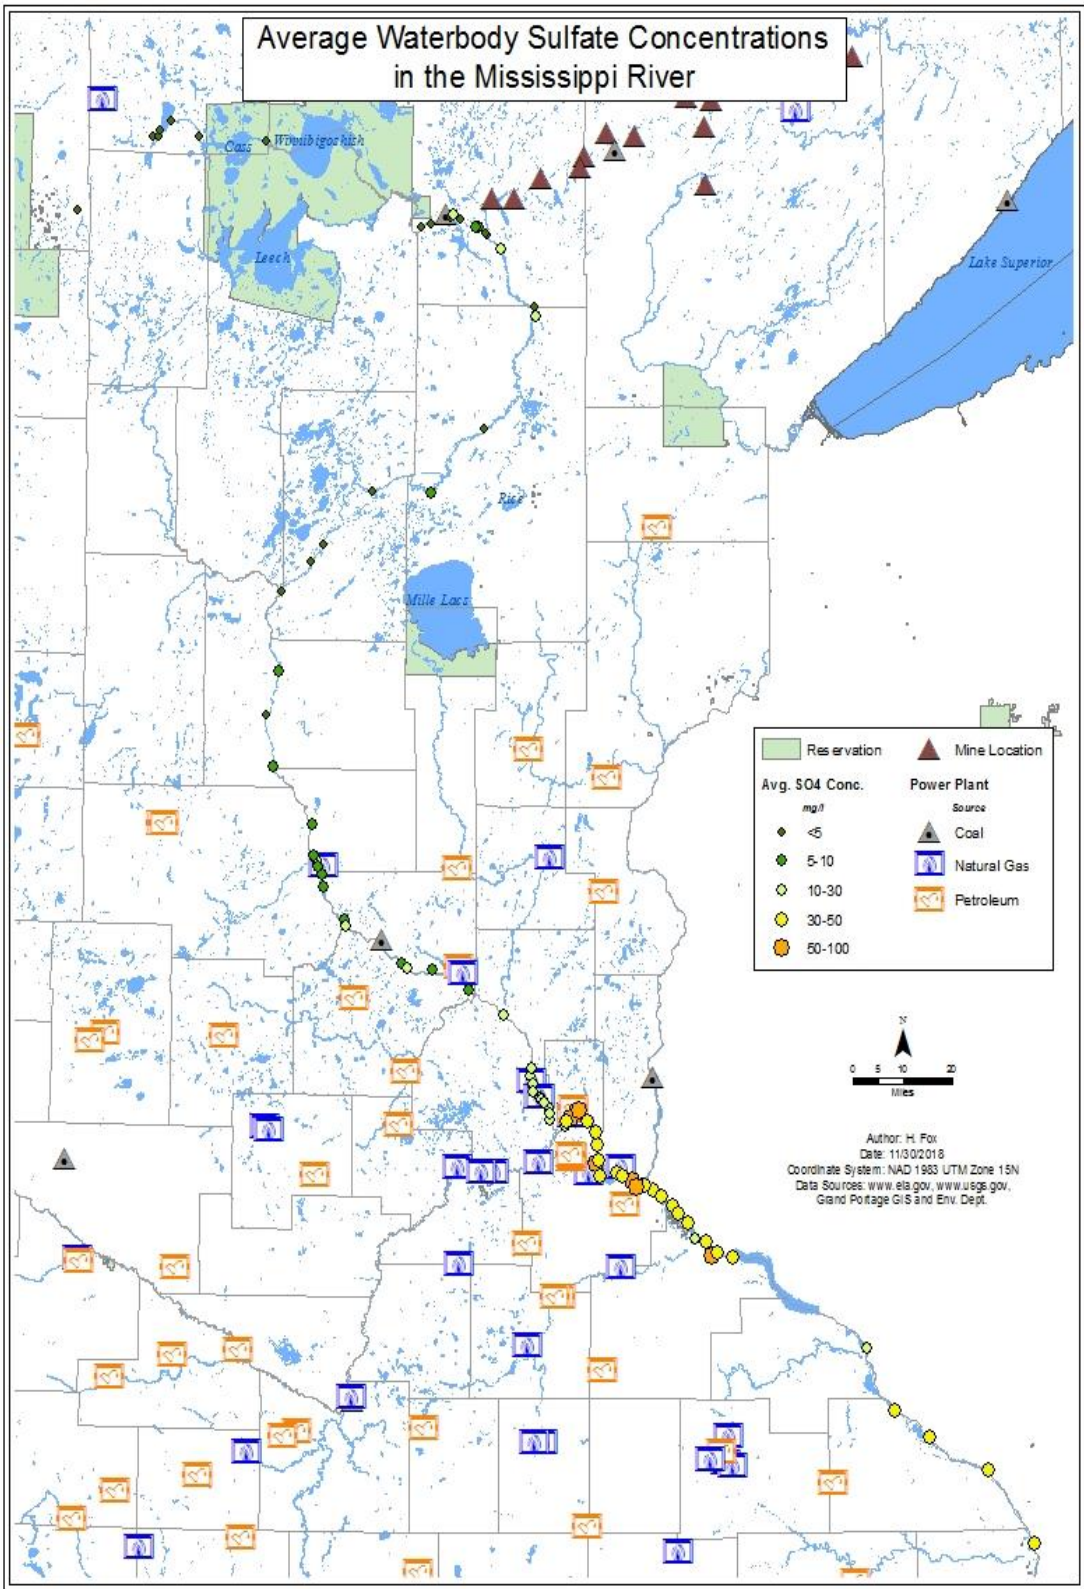 Average Waterbody Sulfate Concentrations
in the Mississippi River
Cass
Winnibigoshish
Leech
Lake Superior
Rice
Mille Lacs
Reservation
Mine Location
Avg. SO4 Conc.
mg/l
<5
5-10
10-30
30-50
50-100
Power Plant
Source
Coal
Natural Gas
Petroleum
N
0 5 10 20
Miles
Author: H. Fox
Date: 11/30/2018
Coordinate System: NAD 1983 UTM Zone 15N
Data Sources: www.eia.gov, www.usgs.gov,
Grand Portage GIS and Env. Dept.